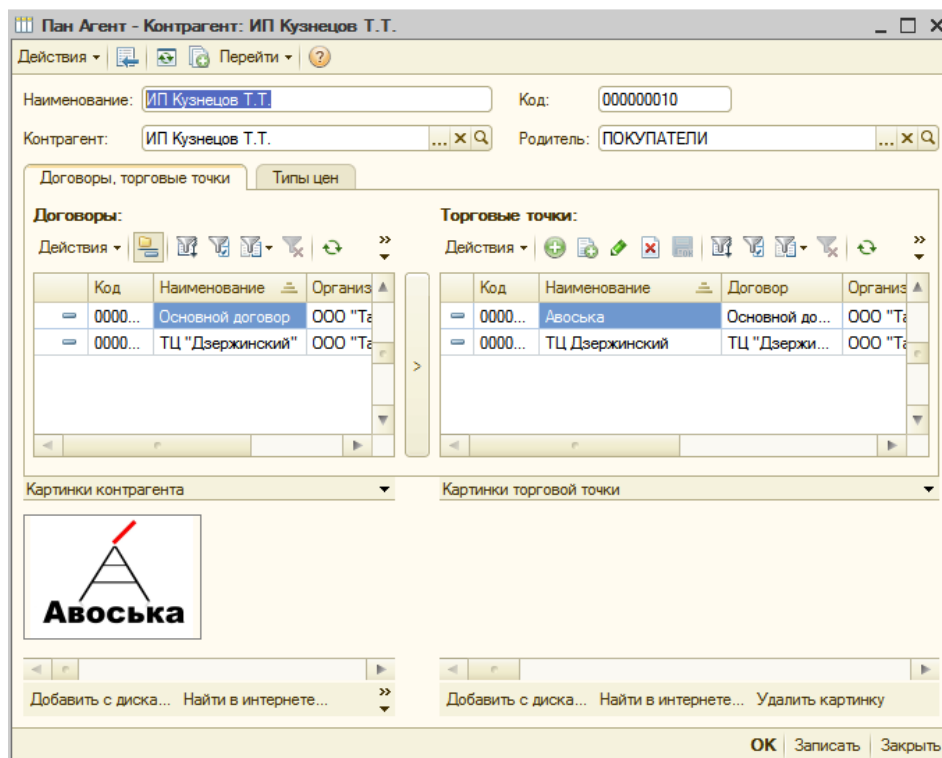 Пан Агент - Контрагент: ИП Кузнецов Т.Т.
Действия Перейти
Наименование: ИП Кузнецов Т.Т. Код: 000000010
Контрагент: ИП Кузнецов Т.Т. ... Родитель: ПОКУПАТЕЛИ ...
Договоры, торговые точки Типы цен
Договоры: Торговые точки:
Действия Действия
Код Наименование Организ Код Наименование Договор Организ
0000... Основной договор ООО "Та 0000... Авоська Основной до... ООО "Та
0000... ТЦ "Дзержинский" ООО "Та 0000... ТЦ Дзержинский ТЦ "Дзержи... ООО "Та
>
Картинки контрагента Картинки торговой точки
Авоська
Добавить с диска... Найти в интернете... Добавить с диска... Найти в интернете... Удалить картинку
OK Записать Закрыть